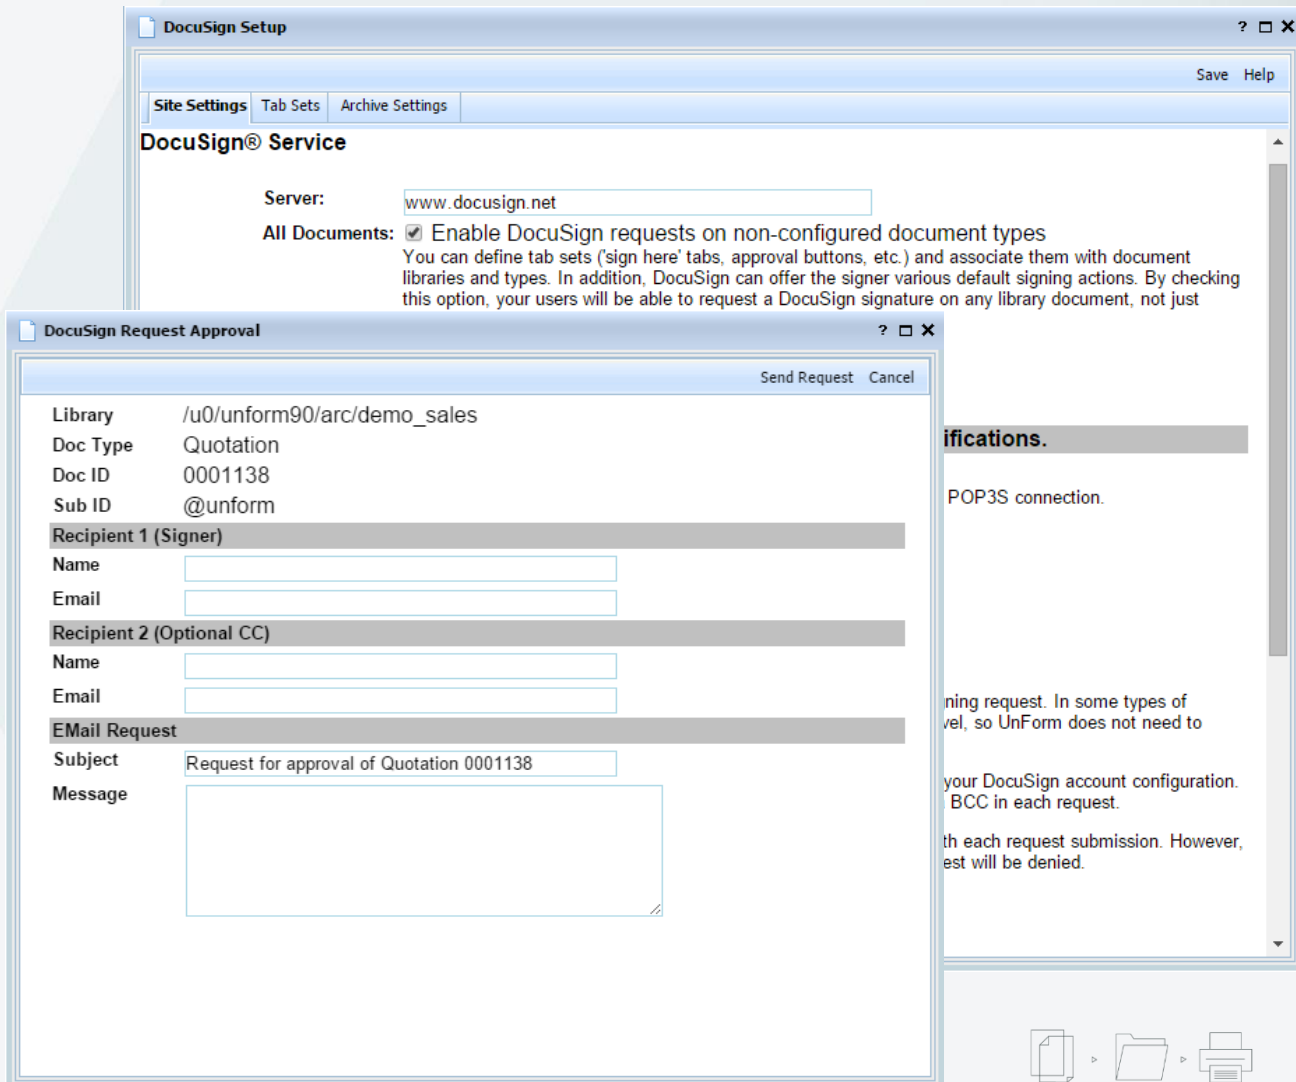 DocuSign Setup
?
Save Help
Site Settings Tab Sets Archive Settings
DocuSign® Service
Server: www.docusign.net
All Documents: Enable DocuSign requests on non-configured document types
You can define tab sets ('sign here' tabs, approval buttons, etc.) and associate them with document
libraries and types. In addition, DocuSign can offer the signer various default signing actions. By checking
this option, your users will be able to request a DocuSign signature on any library document, not just
ifications.
POP3S connection.
ning request. In some types of
vel, so UnForm does not need to
your DocuSign account configuration.
BCC in each request.
th each request submission. However,
est will be denied.
DocuSign Request Approval
?
Send Request Cancel
Library /u0/unform90/arc/demo_sales
Doc Type Quotation
Doc ID 0001138
Sub ID @unform
Recipient 1 (Signer)
Name
Email
Recipient 2 (Optional CC)
Name
Email
EMail Request
Subject Request for approval of Quotation 0001138
Message